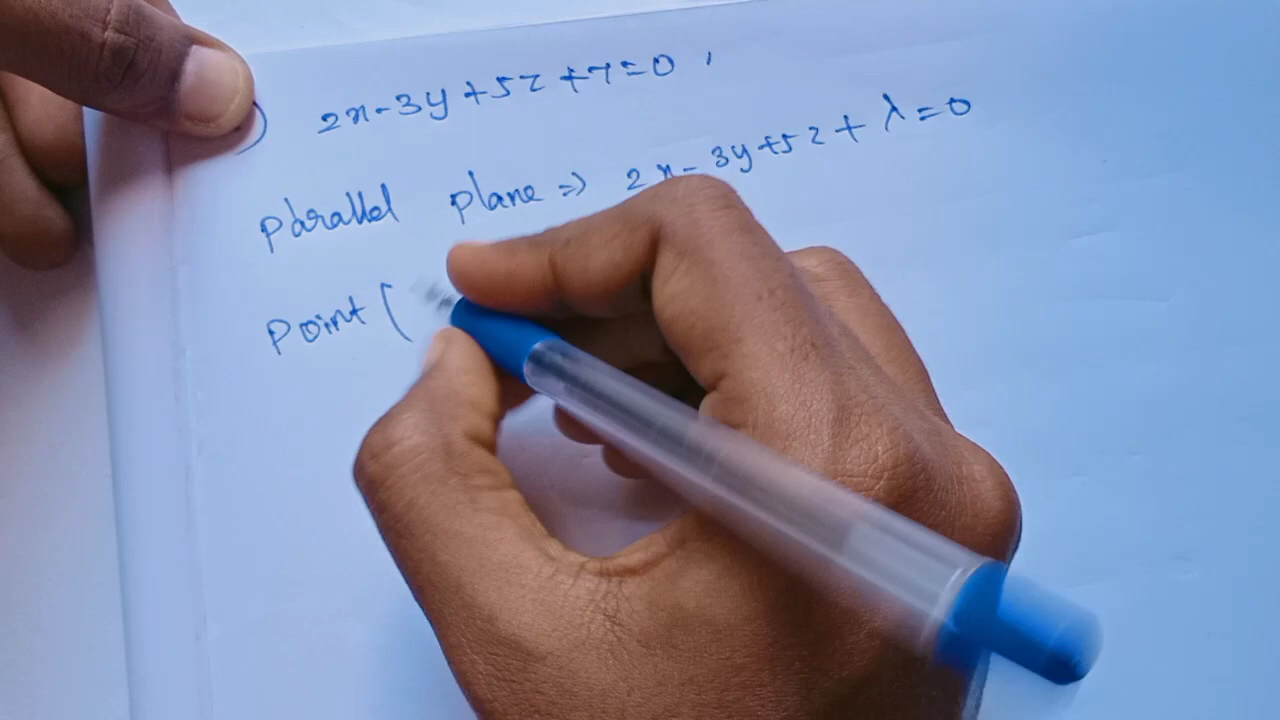 ) 2x-3y+5z+7=0,
Parallel plane => 2x-3y+5z+λ=0
Point (